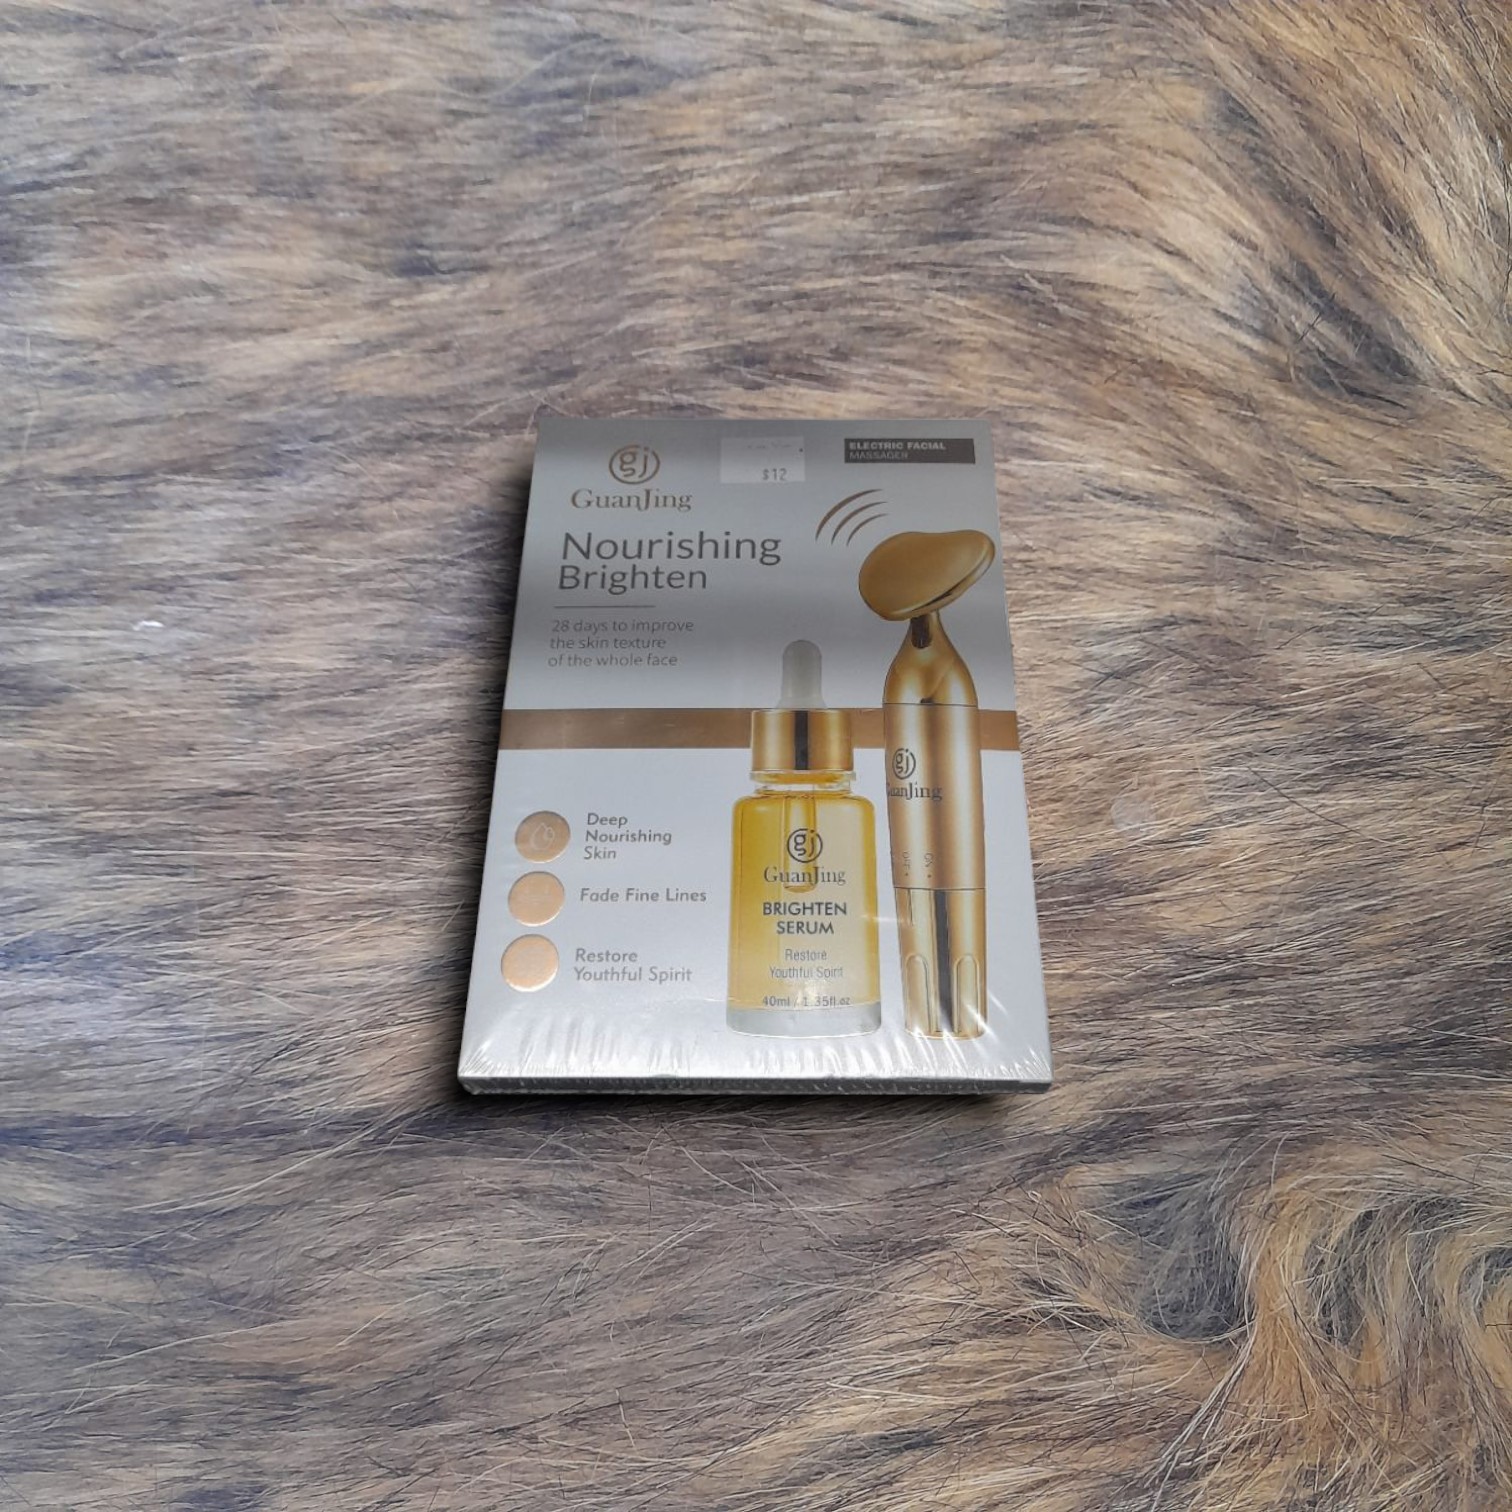 gj
GuanJing
$12
ELECTRIC FACIAL
MASSAGER
Nourishing
Brighten
28 days to improve
the skin texture
of the whole face
gj
GuanJing
Deep
Nourishing
Skin
Fade Fine Lines
Restore
Youthful Spirit
gj
GuanJing
BRIGHTEN
SERUM
Restore
Youthful Spirit
40ml / 1.35fl.oz